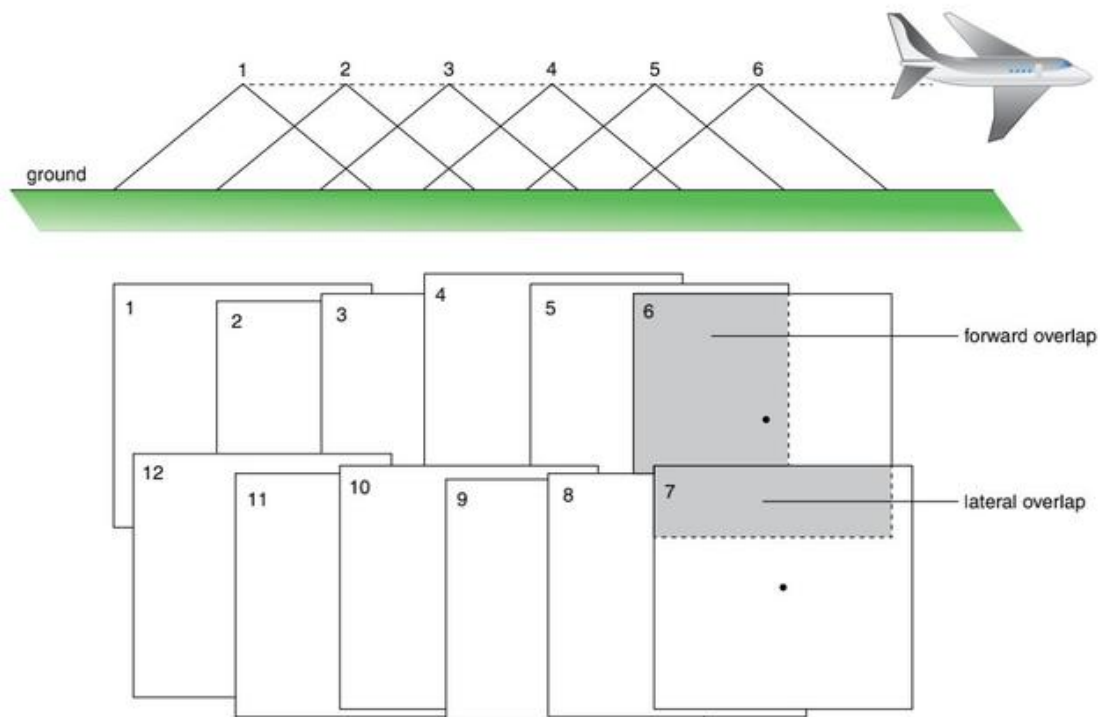 1 2 3 4 5 6
ground
1 2 3 4 5 6
forward overlap
12 11 10 9 8 7
lateral overlap